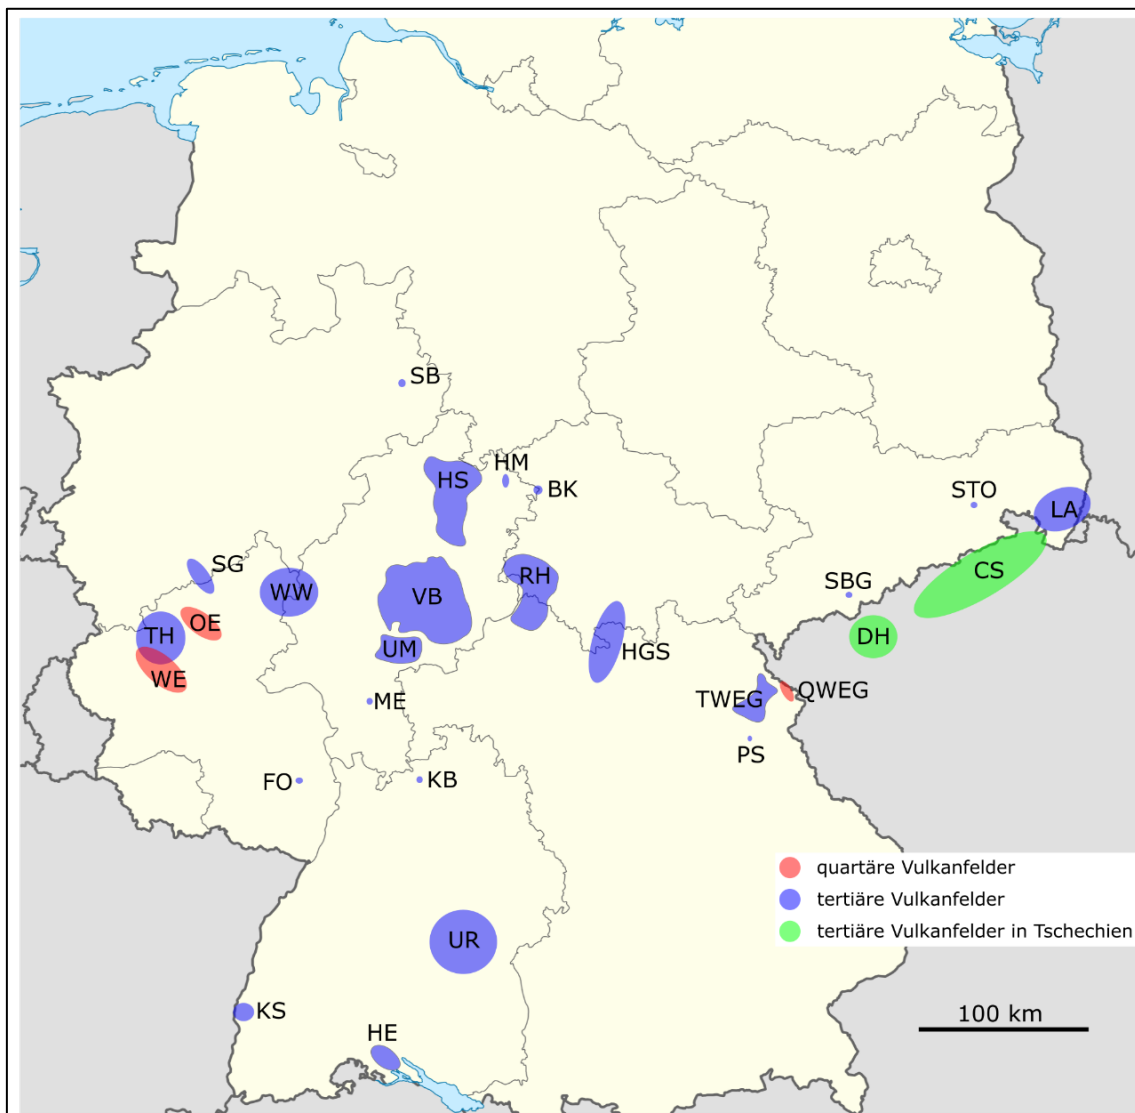 SB
HS
HM
BK
STO
LA
SG
WW
VB
RH
SBG
CS
OE
TH
UM
HGS
DH
WE
ME
TWEG
QWEG
PS
FO
KB
quartäre Vulkanfelder
tertiäre Vulkanfelder
tertiäre Vulkanfelder in Tschechien
UR
KS
100 km
HE